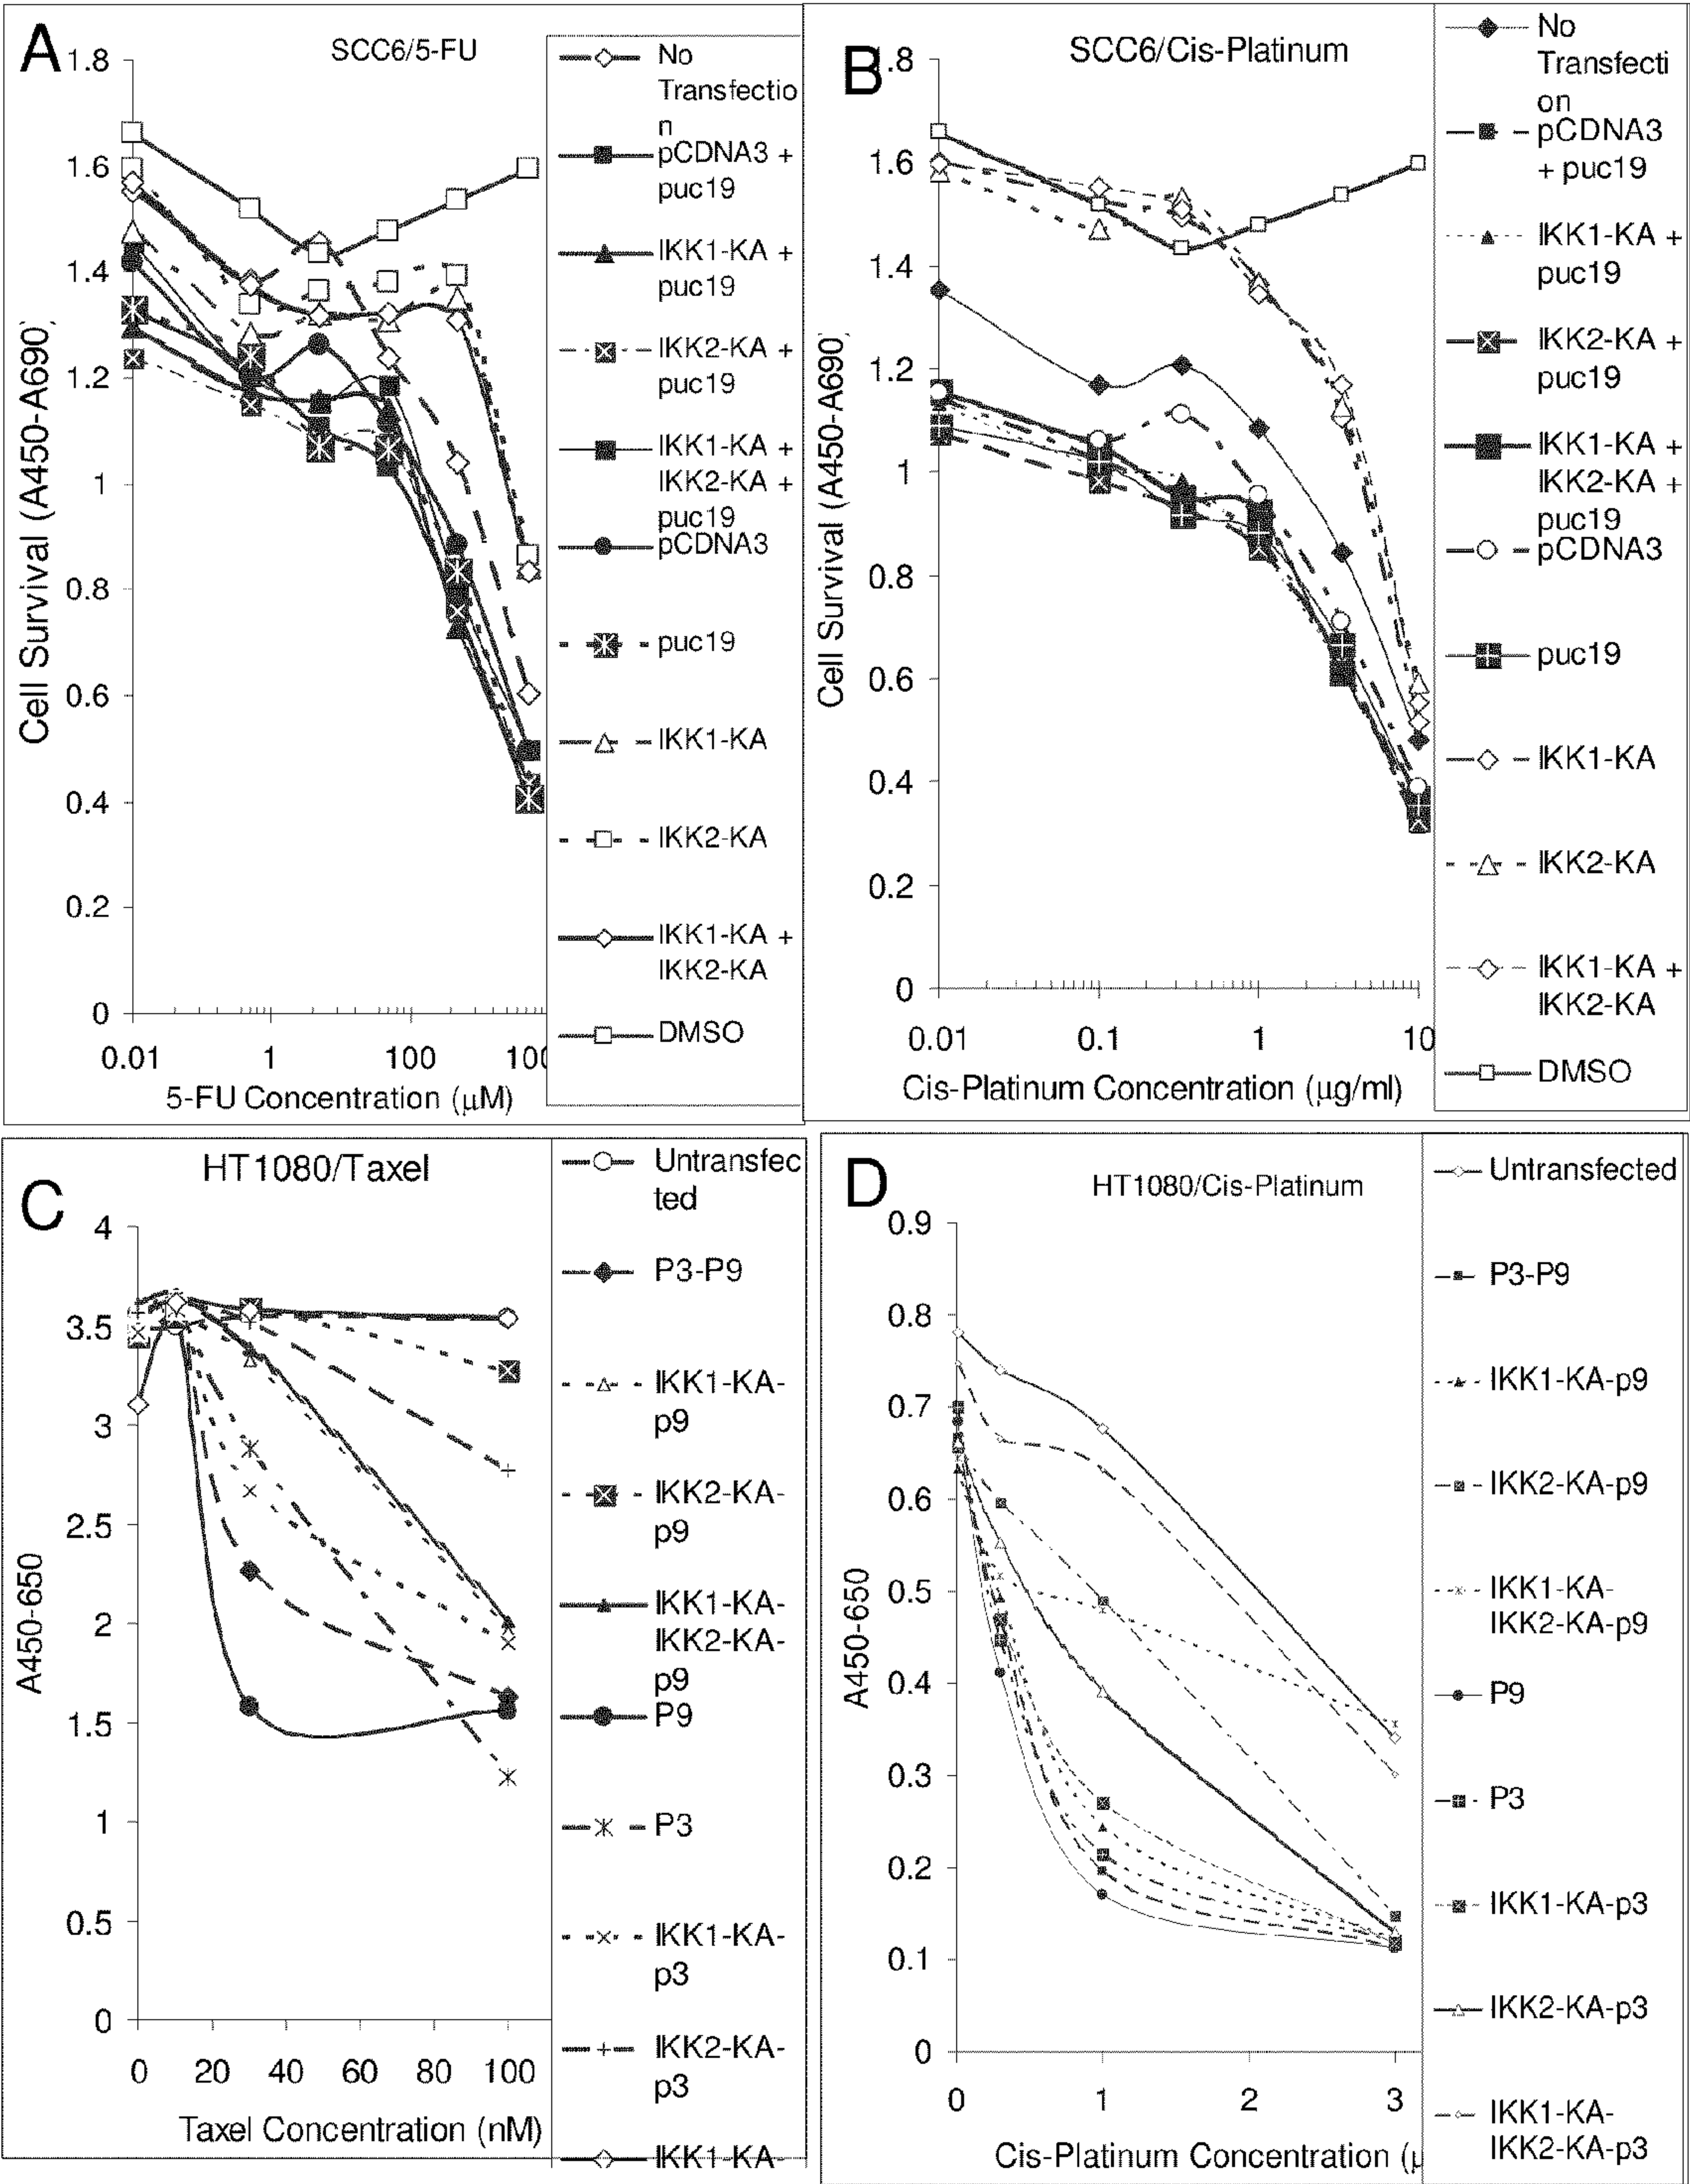 A
SCC6/5-FU
1.8
1.6
1.4
1.2
1
0.8
0.6
0.4
0.2
0
Cell Survival (A450-A690)
0.01
1
100
100
5-FU Concentration (μM)
No
Transfectio
n
pCDNA3 +
puc19
IKK1-KA +
puc19
IKK2-KA +
puc19
IKK1-KA +
IKK2-KA +
puc19
pCDNA3
puc19
IKK1-KA
IKK2-KA
IKK1-KA +
IKK2-KA
DMSO
B
SCC6/Cis-Platinum
.8
1.6
1.4
1.2
1
0.8
0.6
0.4
0.2
0
Cell Survival (A450-A690)
0.01
0.1
1
10
Cis-Platinum Concentration (μg/ml)
No
Transfecti
on
pCDNA3
+ puc19
IKK1-KA +
puc19
IKK2-KA +
puc19
IKK1-KA +
IKK2-KA +
puc19
pCDNA3
puc19
IKK1-KA
IKK2-KA
IKK1-KA +
IKK2-KA
DMSO
C
HT1080/Taxel
4
3.5
3
2.5
2
1.5
1
0.5
0
A450-650
0
20
40
60
80
100
Taxel Concentration (nM)
Untransfec
ted
P3-P9
IKK1-KA-
p9
IKK2-KA-
p9
IKK1-KA-
IKK2-KA-
p9
P9
P3
IKK1-KA-
p3
IKK2-KA-
p3
IKK1-KA-
D
HT1080/Cis-Platinum
0.9
0.8
0.7
0.6
0.5
0.4
0.3
0.2
0.1
0
A450-650
0
1
2
3
Cis-Platinum Concentration (μ
Untransfected
P3-P9
IKK1-KA-p9
IKK2-KA-p9
IKK1-KA-
IKK2-KA-p9
P9
P3
IKK1-KA-p3
IKK2-KA-p3
IKK1-KA-
IKK2-KA-p3